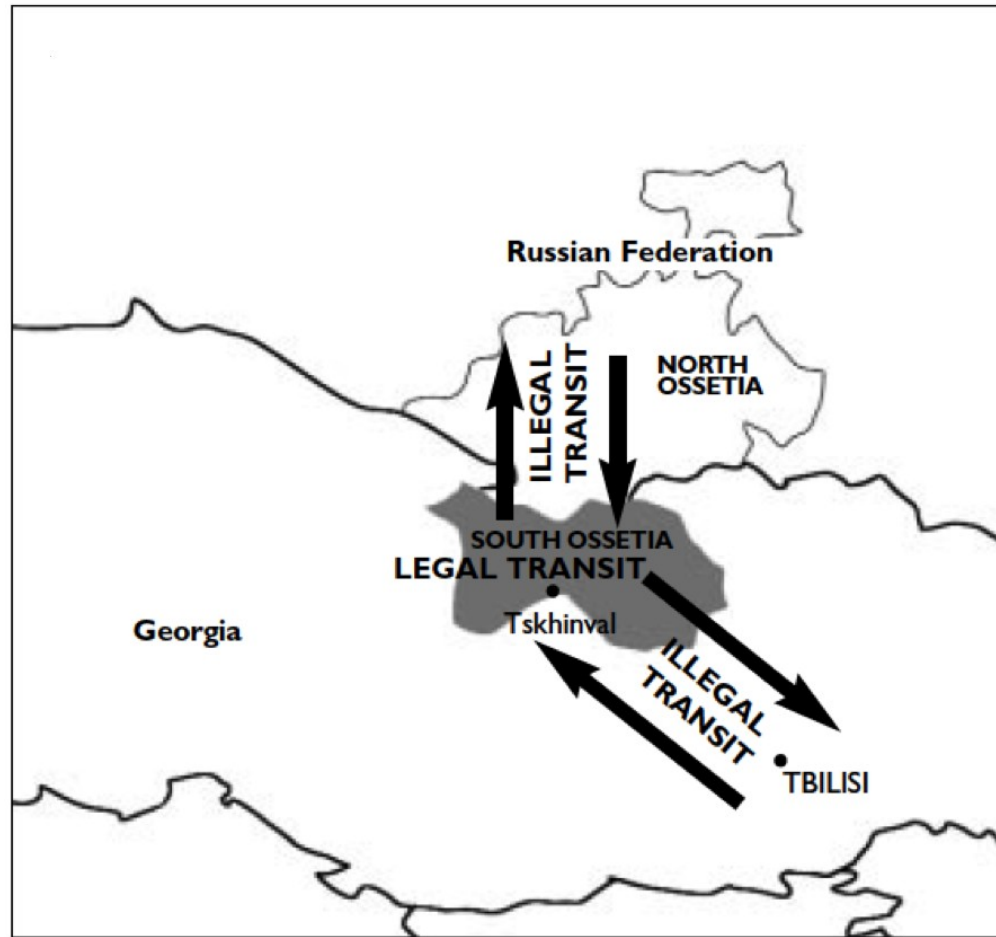 Russian Federation
ILLEGAL
TRANSIT
NORTH
OSSETIA
SOUTH OSSETIA
LEGAL TRANSIT
Tskhinval
Georgia
ILLEGAL
TRANSIT
TBILISI